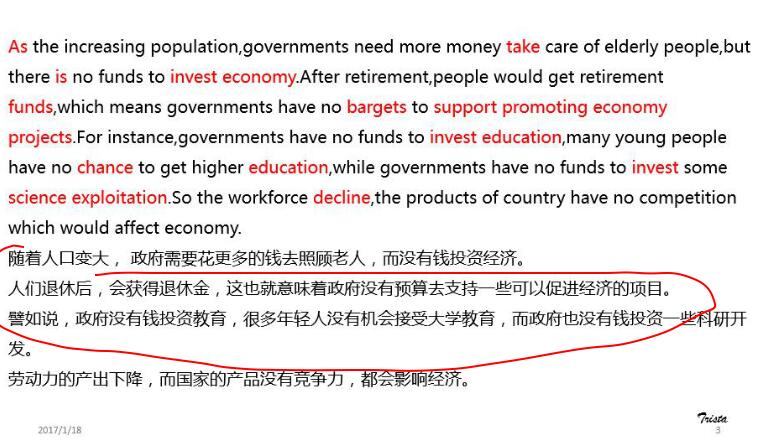 As the increasing population,governments need more money take care of elderly people,but
there is no funds to invest economy.After retirement,people would get retirement
funds,which means governments have no bargets to support promoting economy
projects.For instance,governments have no funds to invest education,many young people
have no chance to get higher education,while governments have no funds to invest some
science exploitation.So the workforce decline,the products of country have no competition
which would affect economy.
随着人口变大， 政府需要花更多的钱去照顾老人，而没有钱投资经济。
人们退休后，会获得退休金，这也就意味着政府没有预算去支持一些可以促进经济的项目。
譬如说，政府没有钱投资教育，很多年轻人没有机会接受大学教育，而政府也没有钱投资一些科研开
发。
劳动力的产出下降，而国家的产品没有竞争力，都会影响经济。
Trista
2017/1/18
3